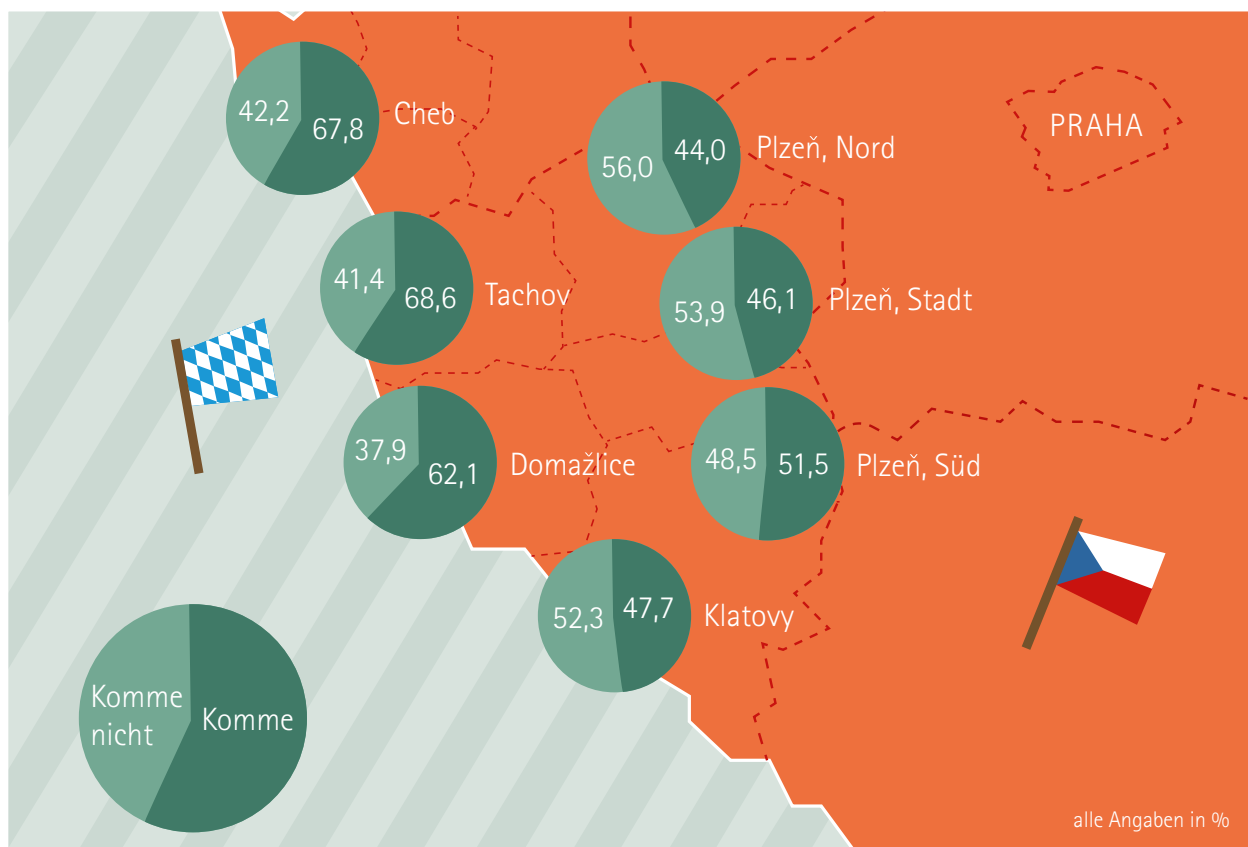 42,2
67,8
Cheb
56,0
44,0
Plzeň, Nord
PRAHA
41,4
68,6
Tachov
53,9
46,1
Plzeň, Stadt
37,9
62,1
Domažlice
48,5
51,5
Plzeň, Süd
52,3
47,7
Klatovy
Komme
nicht
Komme
alle Angaben in %